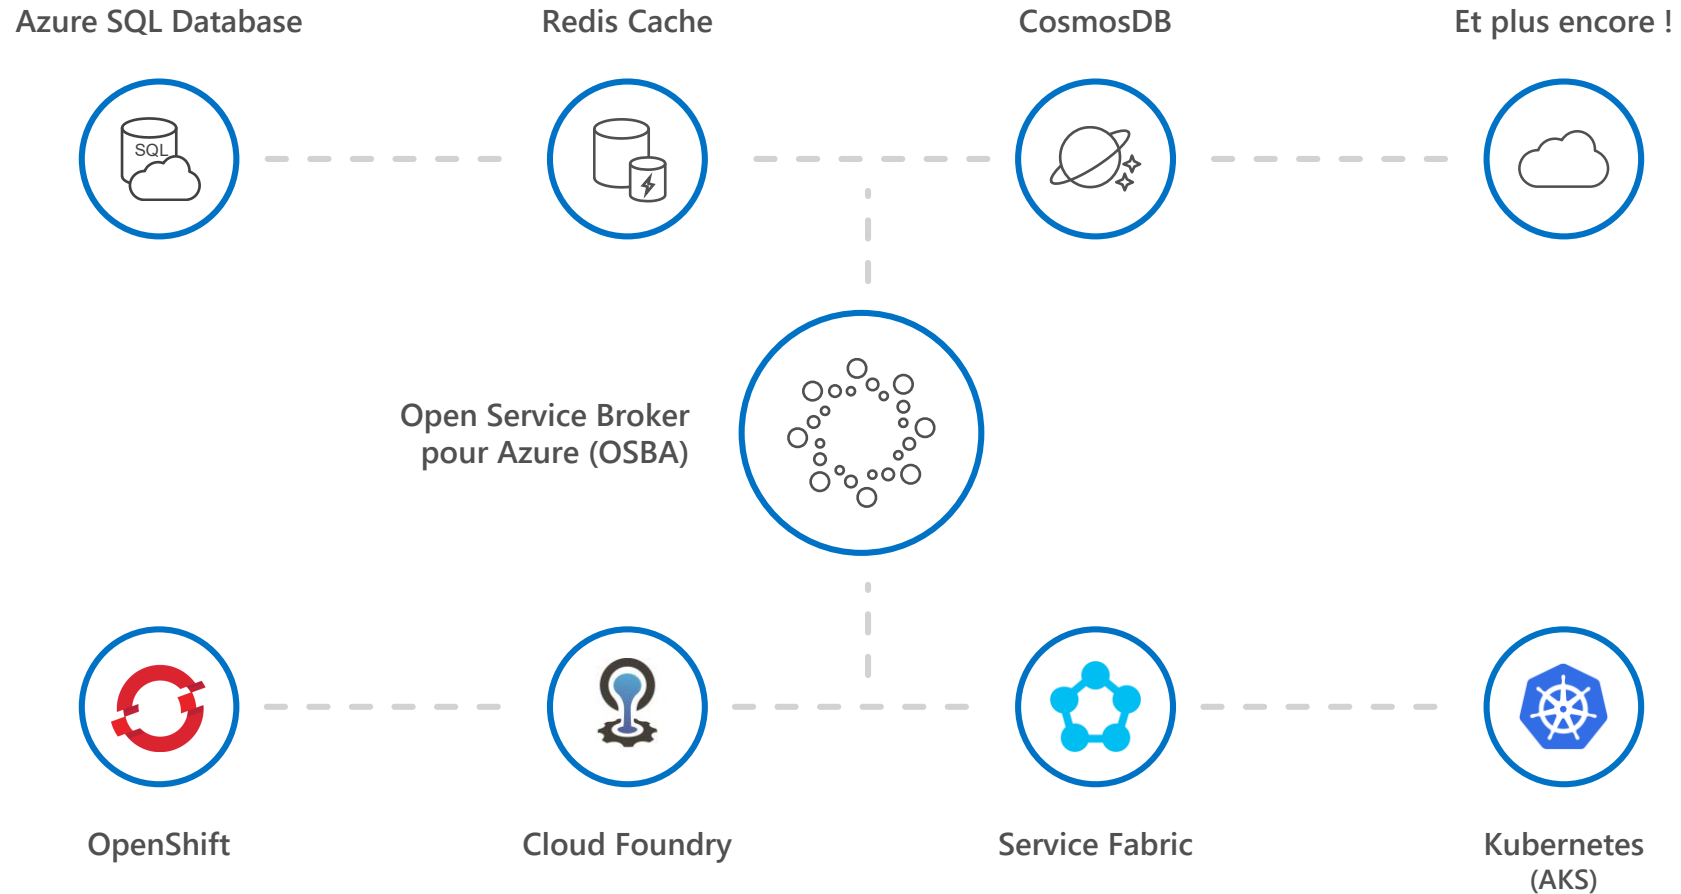 Azure SQL Database
Redis Cache
CosmosDB
Et plus encore !
SQL
Open Service Broker
pour Azure (OSBA)
OpenShift
Cloud Foundry
Service Fabric
Kubernetes
(AKS)